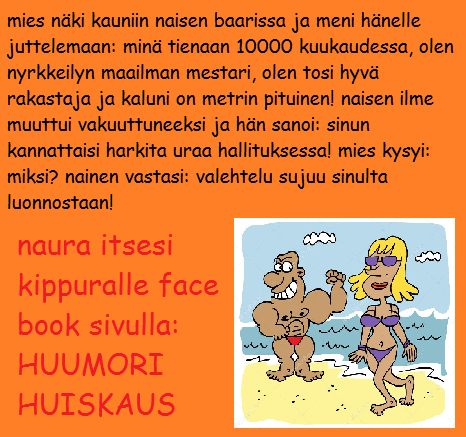 mies näki kauniin naisen baarissa ja meni hänelle
juttelemaan: minä tienaan 10000 kuukaudessa, olen
nyrkkeilyn maailman mestari, olen tosi hyvä
rakastaja ja kaluni on metrin pituinen! naisen ilme
muuttui vakuuttuneeksi ja hän sanoi: sinun
kannattaisi harkita uraa hallituksessa! mies kysyi:
miksi? nainen vastasi: valehtelu sujuu sinulta
luonnostaan!
naura itsesi
kippuralle face
book sivulla:
HUUMORI
HUISKAUS